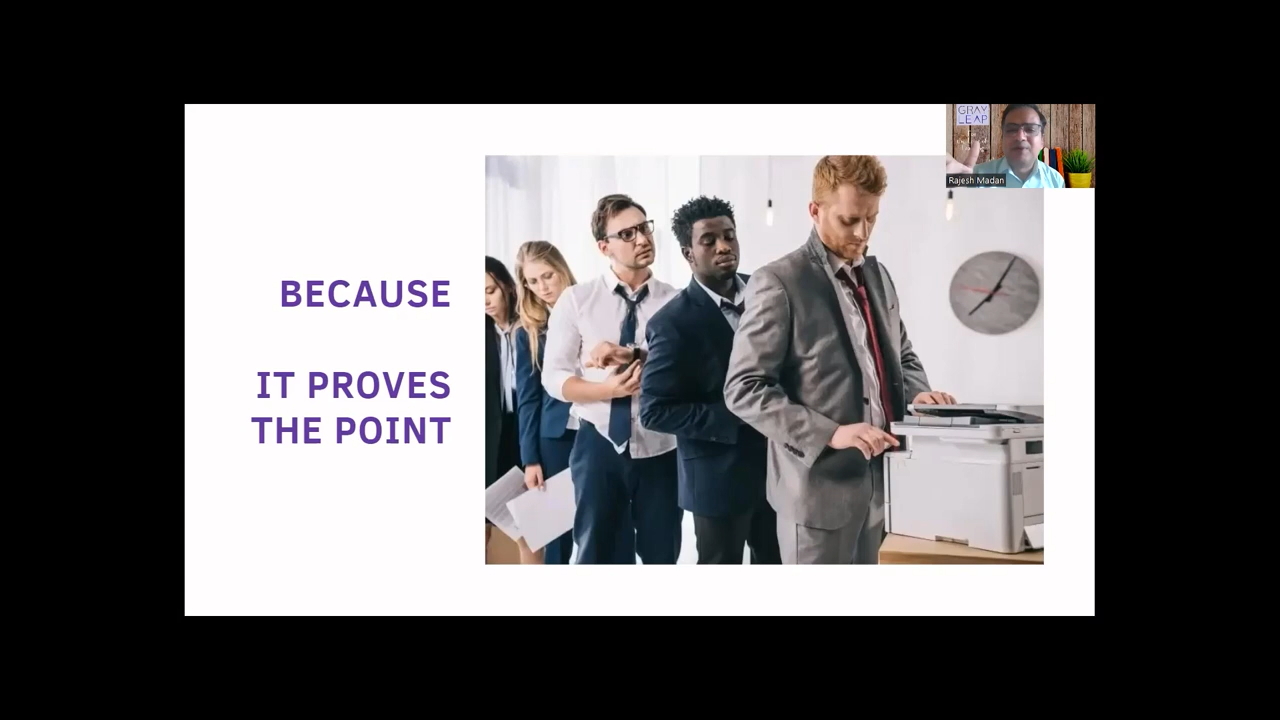 BECAUSE
IT PROVES
THE POINT
GRAY
LEAP
Rajesh Madan